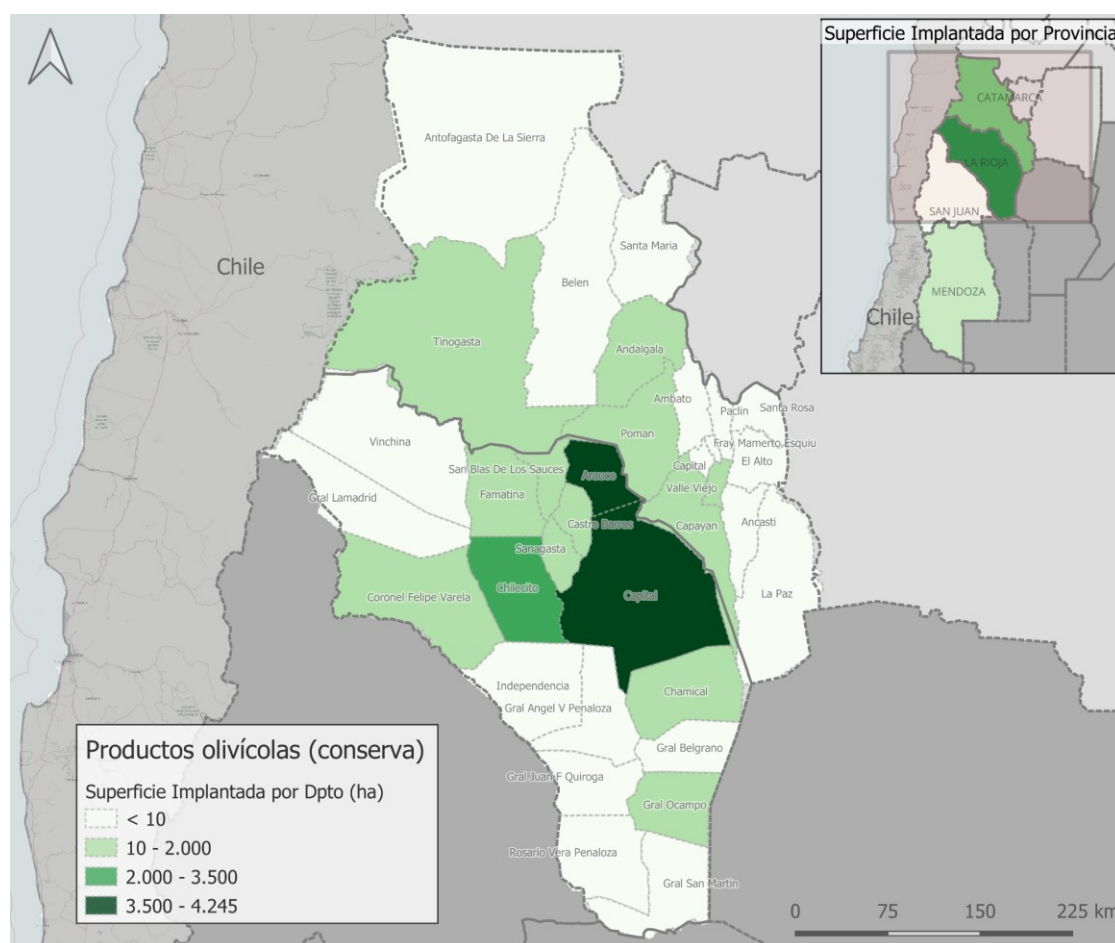 Superficie Implantada por Provincia
CATAMARCA
LA RIOJA
SAN JUAN
MENDOZA
Chile
Antofagasta De La Sierra
Santa Maria
Chile
Belen
Tinogasta
Andalgala
Ambato
Paclin
Santa Rosa
Vinchina
Poman
Fray Mamerto Esquiu
El Alto
San Blas De Los Sauces
Arauco
Capital
Valle Viejo
Gral Lamadrid
Famatina
Castro Barros
Capayan
Ancasti
Sanagasta
Coronel Felipe Varela
Chilecito
Capital
La Paz
Independencia
Chamical
Gral Angel V Penaloza
Gral Belgrano
Gral Juan F Quiroga
Gral Ocampo
Rosario Vera Penaloza
Gral San Martin
Productos olivícolas (conserva)
Superficie Implantada por Dpto (ha)
< 10
10 - 2.000
2.000 - 3.500
3.500 - 4.245
0 75 150 225 km